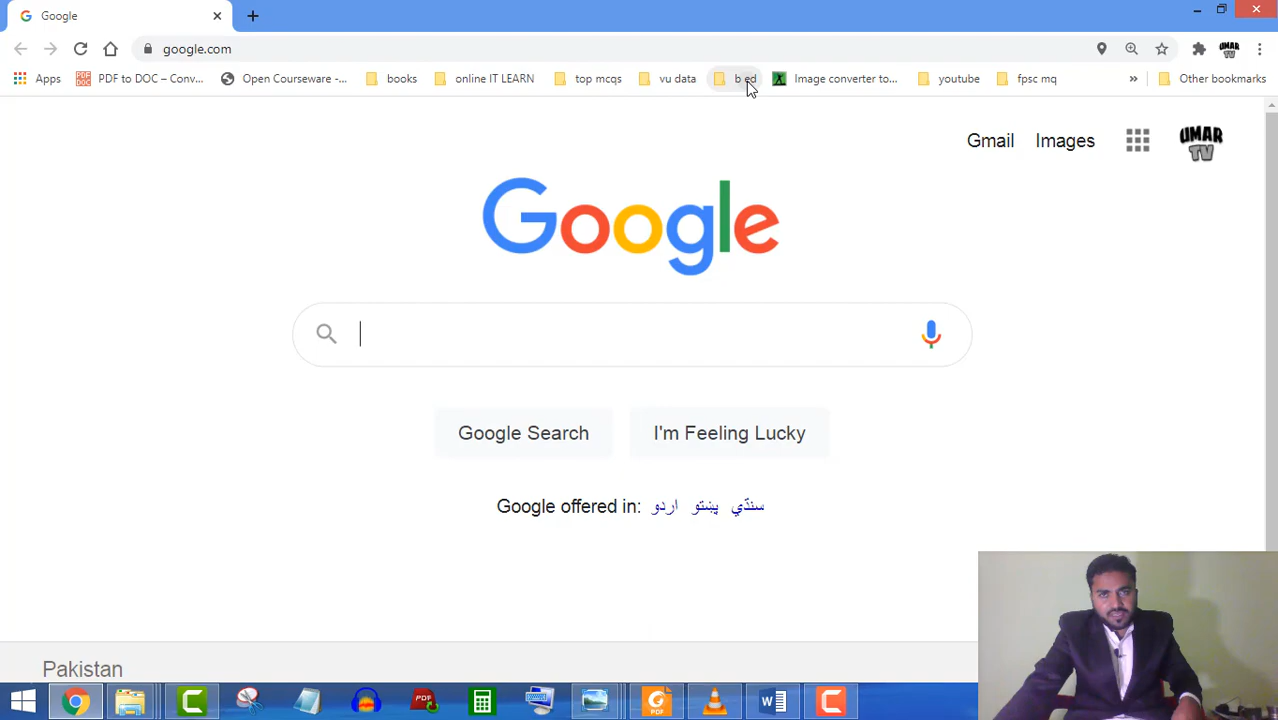 Google
google.com
Apps PDF to DOC – Conv... Open Courseware -... books online IT LEARN top mcqs vu data b ed Image converter to... youtube fpsc mq » Other bookmarks
Gmail Images UMAR TV
Google
Google Search I'm Feeling Lucky
Google offered in: اردو پښتو سنڌي
Pakistan